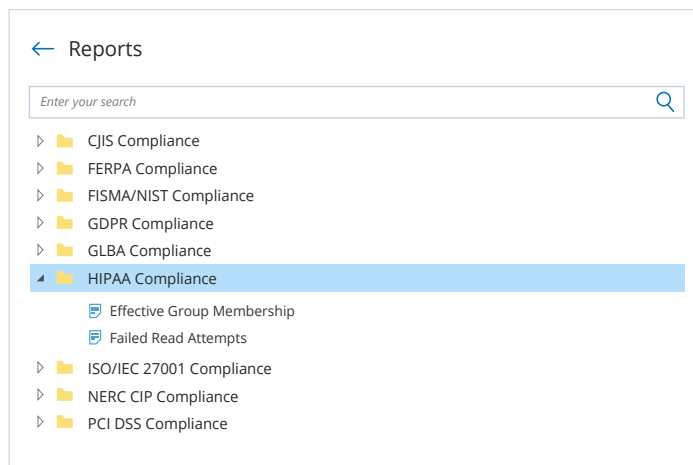 Reports
Enter your search
CJIS Compliance
FERPA Compliance
FISMA/NIST Compliance
GDPR Compliance
GLBA Compliance
HIPAA Compliance
Effective Group Membership
Failed Read Attempts
ISO/IEC 27001 Compliance
NERC CIP Compliance
PCI DSS Compliance